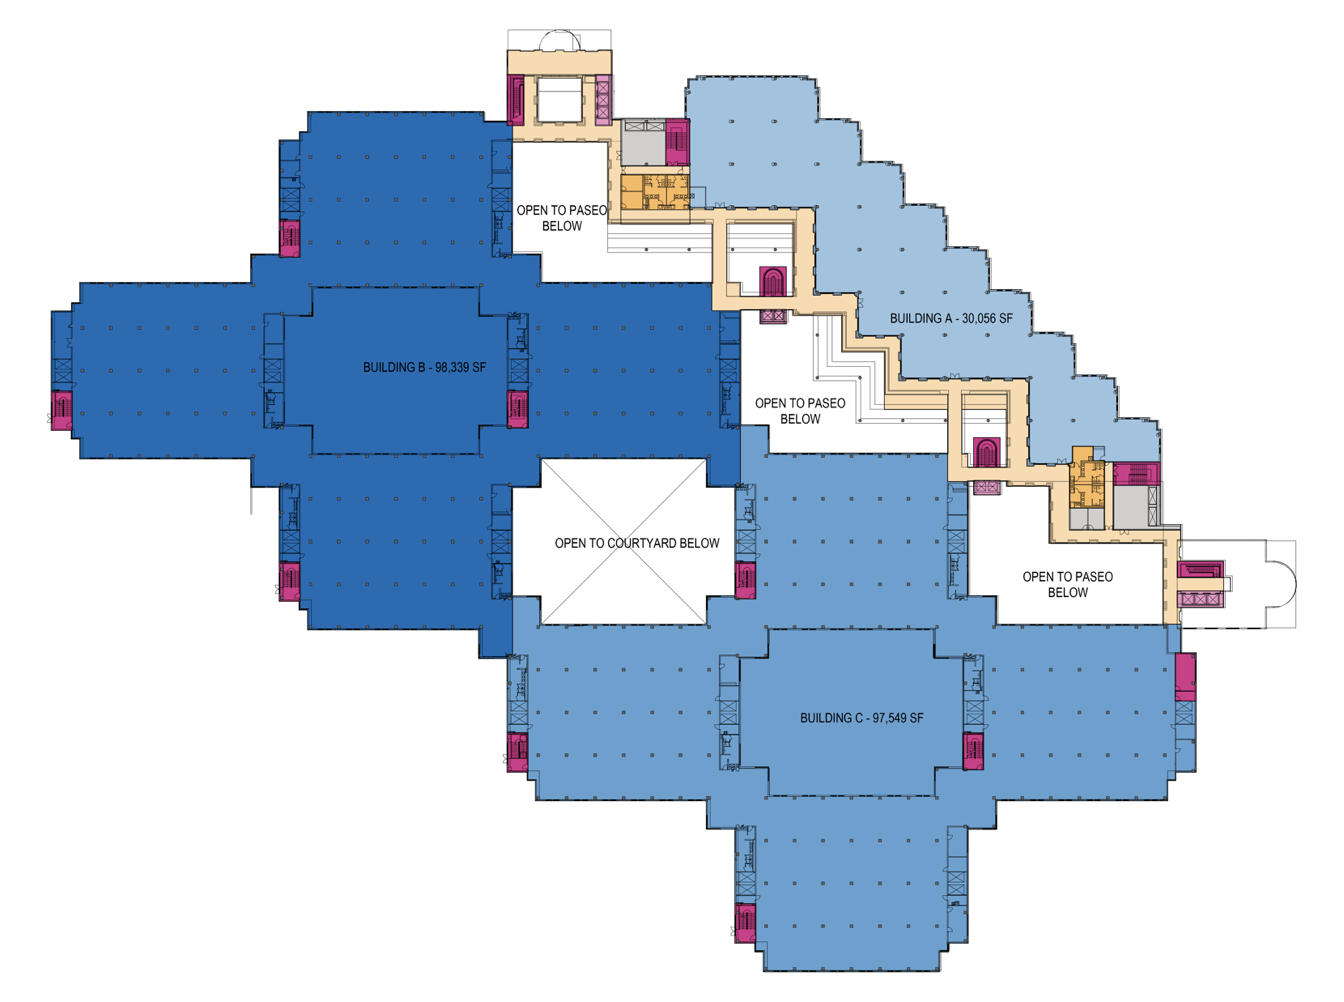 OPEN TO PASEO
BELOW
BUILDING A - 30,056 SF
BUILDING B - 98,339 SF
OPEN TO PASEO
BELOW
OPEN TO COURTYARD BELOW
OPEN TO PASEO
BELOW
BUILDING C - 97,549 SF